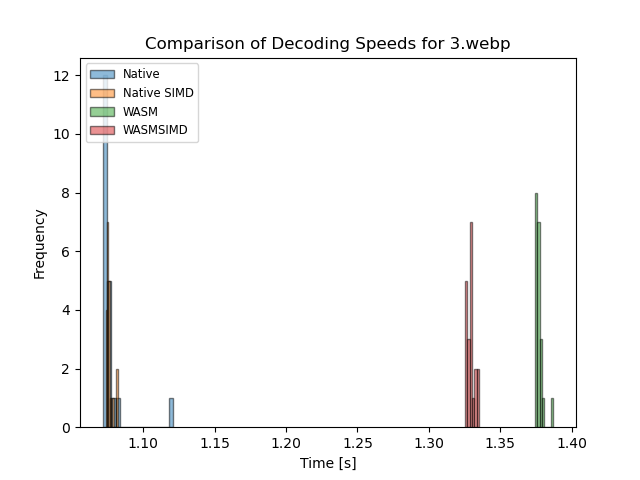 Comparison of Decoding Speeds for 3.webp
12
10
8
6
4
2
0
Frequency
Native
Native SIMD
WASM
WASMSIMD
1.10
1.15
1.20
1.25
1.30
1.35
1.40
Time [s]